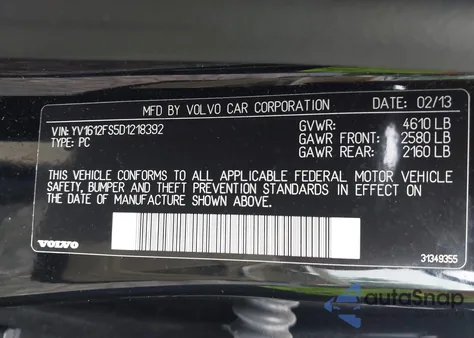 MFD BY VOLVO CAR CORPORATION DATE: 02/13
VIN: YV1612FS5D1218392 GVWR: 4610 LB
TYPE: PC GAWR FRONT: 2580 LB
GAWR REAR: 2160 LB
THIS VEHICLE CONFORMS TO ALL APPLICABLE FEDERAL MOTOR VEHICLE
SAFETY, BUMPER AND THEFT PREVENTION STANDARDS IN EFFECT ON
THE DATE OF MANUFACTURE SHOWN ABOVE.
VOLVO 31349355
autoSnap